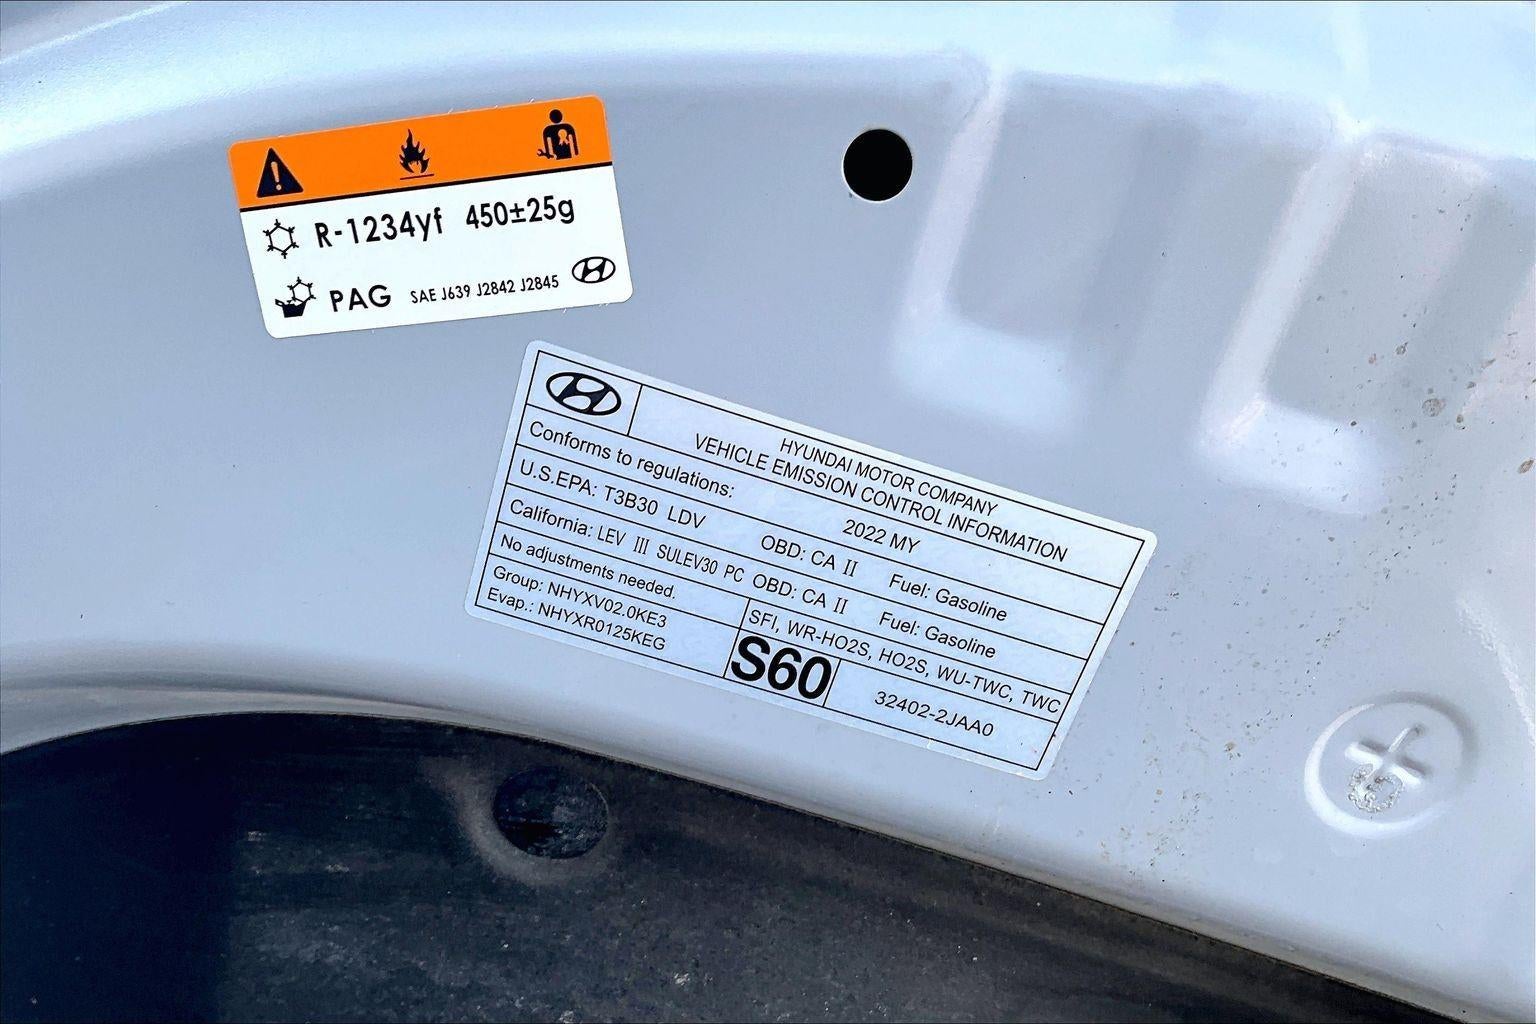 R-1234yf 450±25g
PAG SAE J639 J2842 J2845
HYUNDAI MOTOR COMPANY
VEHICLE EMISSION CONTROL INFORMATION
Conforms to regulations: 2022 MY
U.S.EPA: T3B30 LDV OBD: CA II Fuel: Gasoline
California: LEV III SULEV30 PC OBD: CA II Fuel: Gasoline
No adjustments needed. SFI, WR-HO2S, HO2S, WU-TWC, TWC
Group: NHYXV02.0KE3
Evap.: NHYXR0125KEG
S60
32402-2JAA0